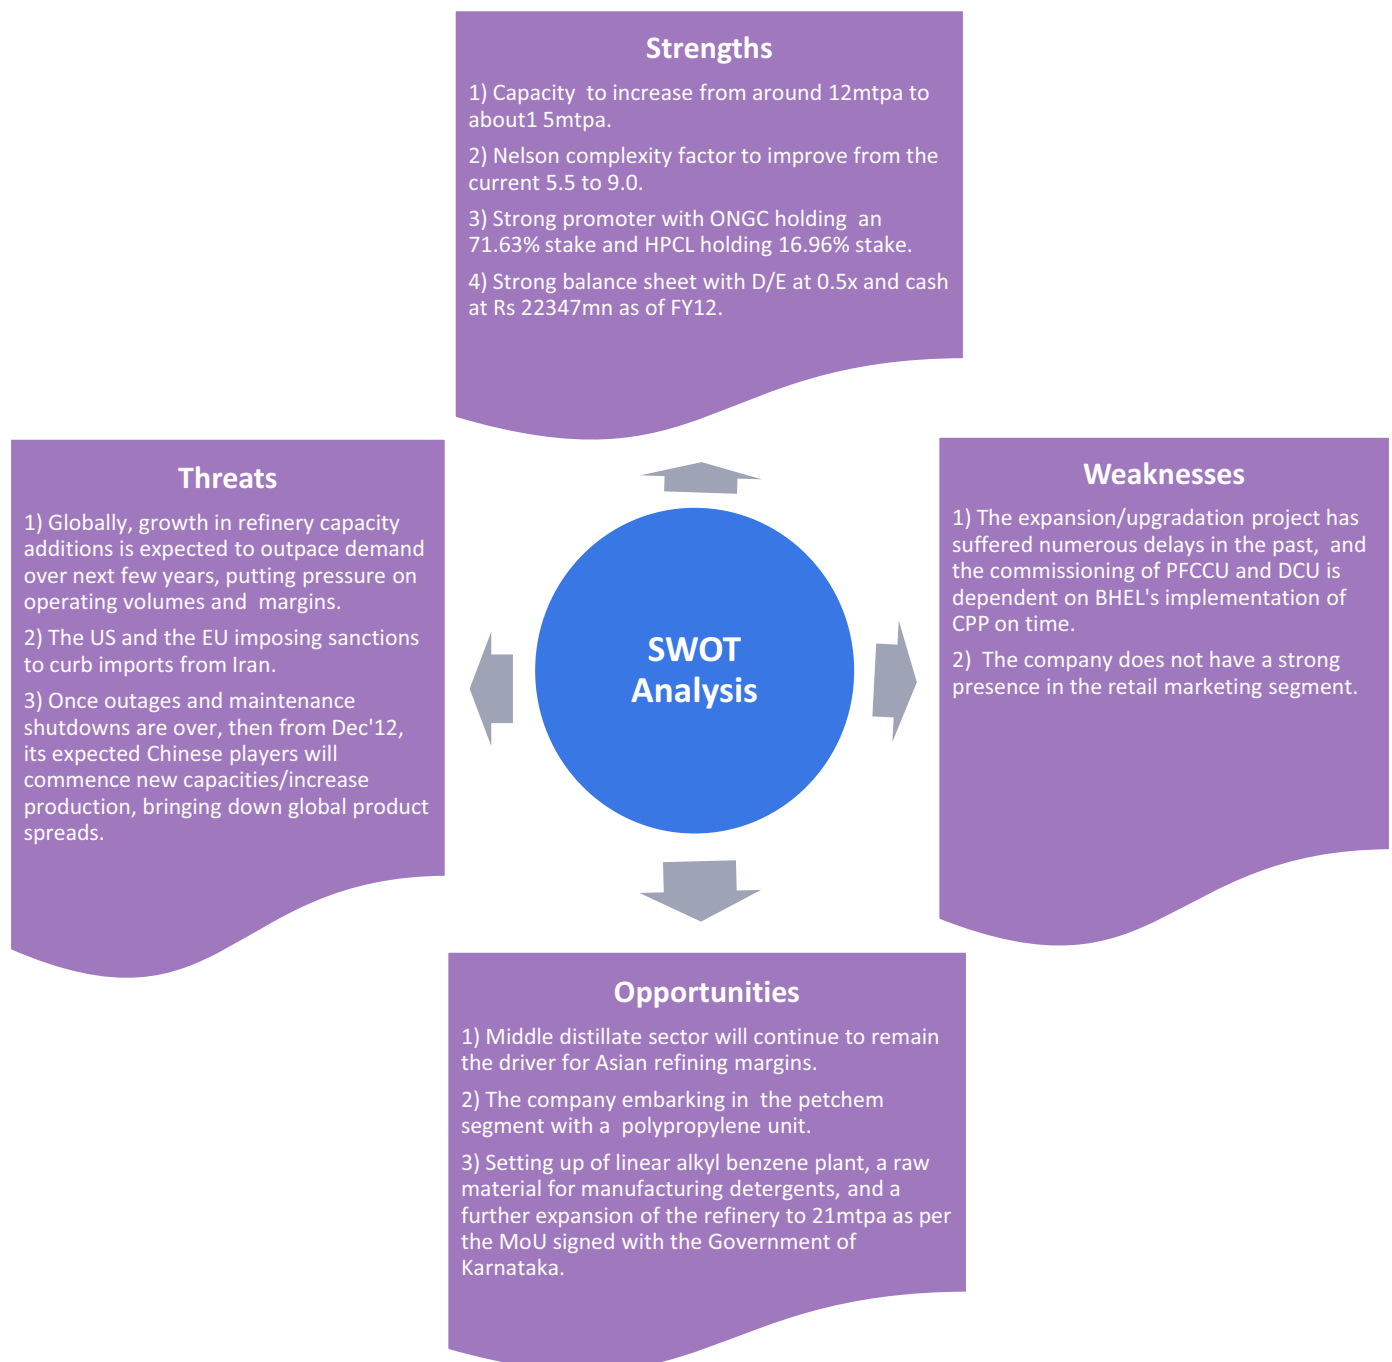 Strengths
1) Capacity  to increase from around 12mtpa to
about1 5mtpa.
2) Nelson complexity factor to improve from the
current 5.5 to 9.0.
3) Strong promoter with ONGC holding  an
71.63% stake and HPCL holding 16.96% stake.
4) Strong balance sheet with D/E at 0.5x and cash
at Rs 22347mn as of FY12.
Threats
1) Globally, growth in refinery capacity
additions is expected to outpace demand
over next few years, putting pressure on
operating volumes and  margins.
2) The US and the EU imposing sanctions
to curb imports from Iran.
3) Once outages and maintenance
shutdowns are over, then from Dec'12,
its expected Chinese players will
commence new capacities/increase
production, bringing down global product
spreads.
SWOT
Analysis
Weaknesses
1) The expansion/upgradation project has
suffered numerous delays in the past,  and
the commissioning of PFCCU and DCU is
dependent on BHEL's implementation of
CPP on time.
2)  The company does not have a strong
presence in the retail marketing segment.
Opportunities
1) Middle distillate sector will continue to remain
the driver for Asian refining margins.
2) The company embarking in  the petchem
segment with a  polypropylene unit.
3) Setting up of linear alkyl benzene plant, a raw
material for manufacturing detergents, and a
further expansion of the refinery to 21mtpa as per
the MoU signed with the Government of
Karnataka.